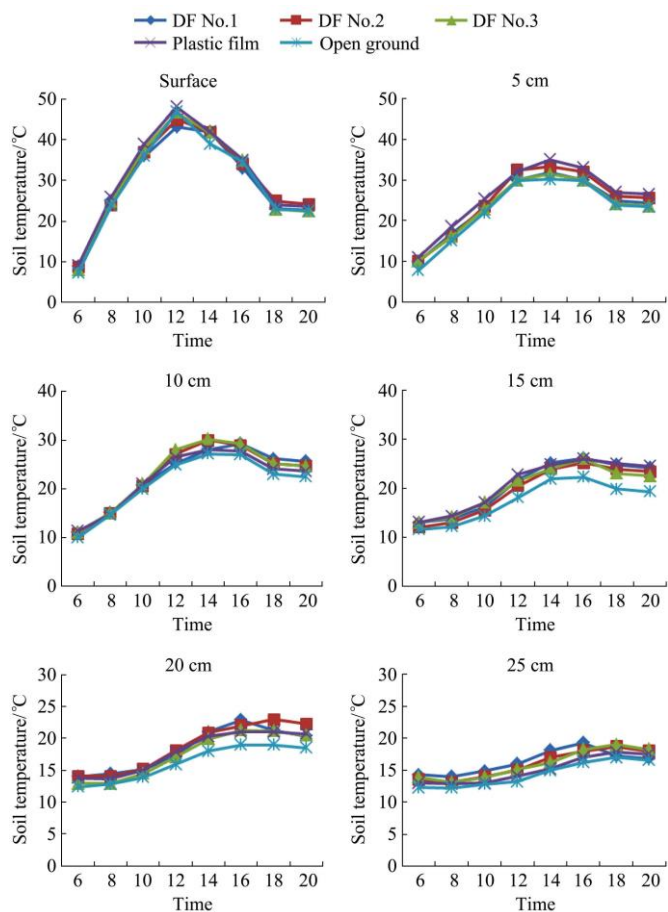 DF No.1 DF No.2 DF No.3
Plastic film Open ground
Surface
Soil temperature/℃
50
40
30
20
10
0
6 8 10 12 14 16 18 20
Time
5 cm
Soil temperature/℃
50
40
30
20
10
0
6 8 10 12 14 16 18 20
Time
10 cm
Soil temperature/℃
40
30
20
10
0
6 8 10 12 14 16 18 20
Time
15 cm
Soil temperature/℃
40
30
20
10
0
6 8 10 12 14 16 18 20
Time
20 cm
Soil temperature/℃
30
25
20
15
10
5
0
6 8 10 12 14 16 18 20
Time
25 cm
Soil temperature/℃
30
25
20
15
10
5
0
6 8 10 12 14 16 18 20
Time